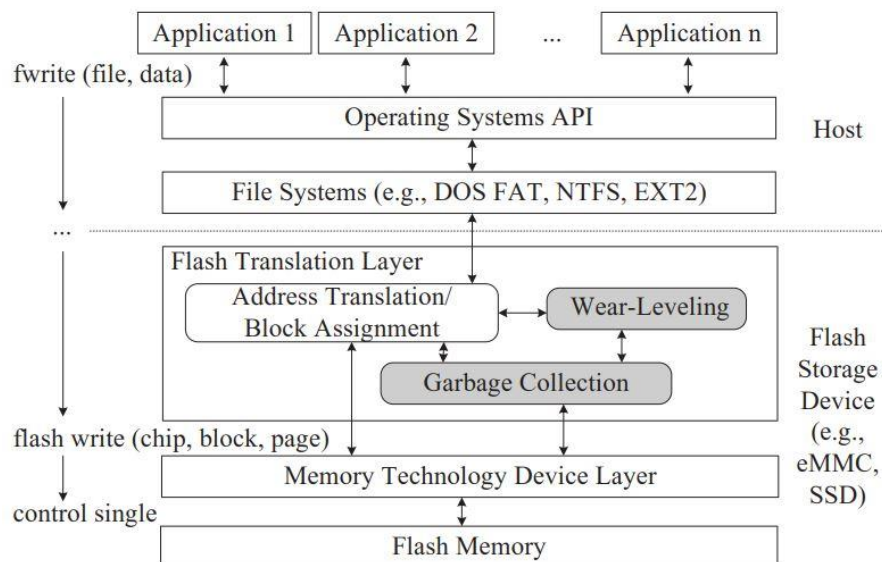 Application 1
Application 2
...
Application n
fwrite (file, data)
Operating Systems API
Host
File Systems (e.g., DOS FAT, NTFS, EXT2)
...
Flash Translation Layer
Address Translation/
Block Assignment
Wear-Leveling
Garbage Collection
Flash
Storage
Device
(e.g.,
eMMC,
SSD)
flash write (chip, block, page)
Memory Technology Device Layer
control single
Flash Memory